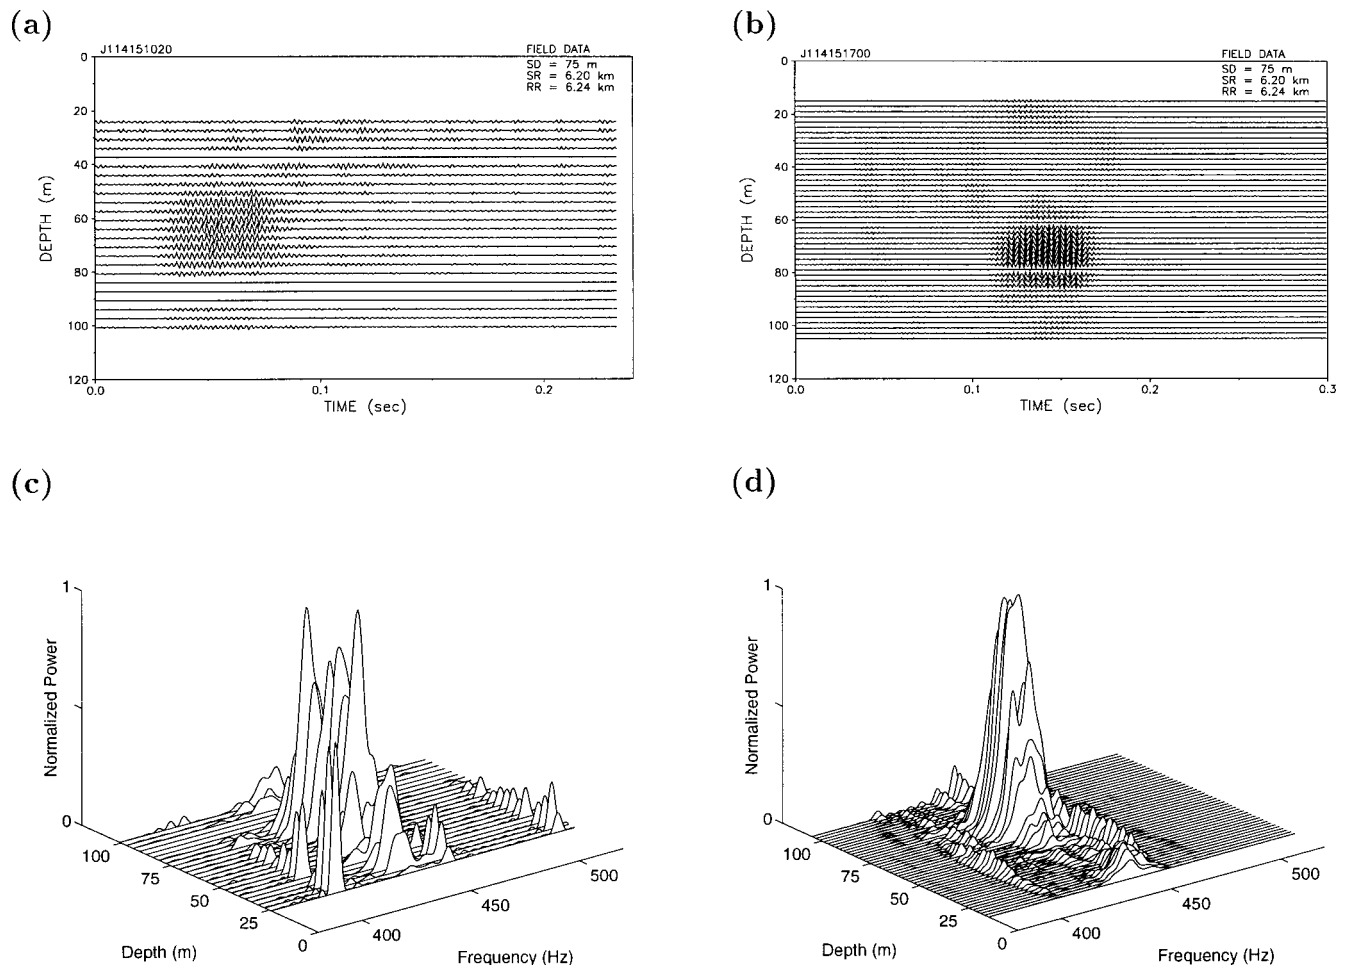 (a)
J114151020
FIELD DATA
SD = 75 m
SR = 6.20 km
RR = 6.24 km
0
20
40
60
80
100
120
DEPTH (m)
0.0
0.1
0.2
TIME (sec)
(b)
J114151700
FIELD DATA
SD = 75 m
SR = 6.20 km
RR = 6.24 km
0
20
40
60
80
100
120
DEPTH (m)
0.0
0.1
0.2
0.3
TIME (sec)
(c)
1
0
Normalized Power
100
75
50
25
0
Depth (m)
400
450
500
Frequency (Hz)
(d)
1
0
Normalized Power
100
75
50
25
0
Depth (m)
400
450
500
Frequency (Hz)